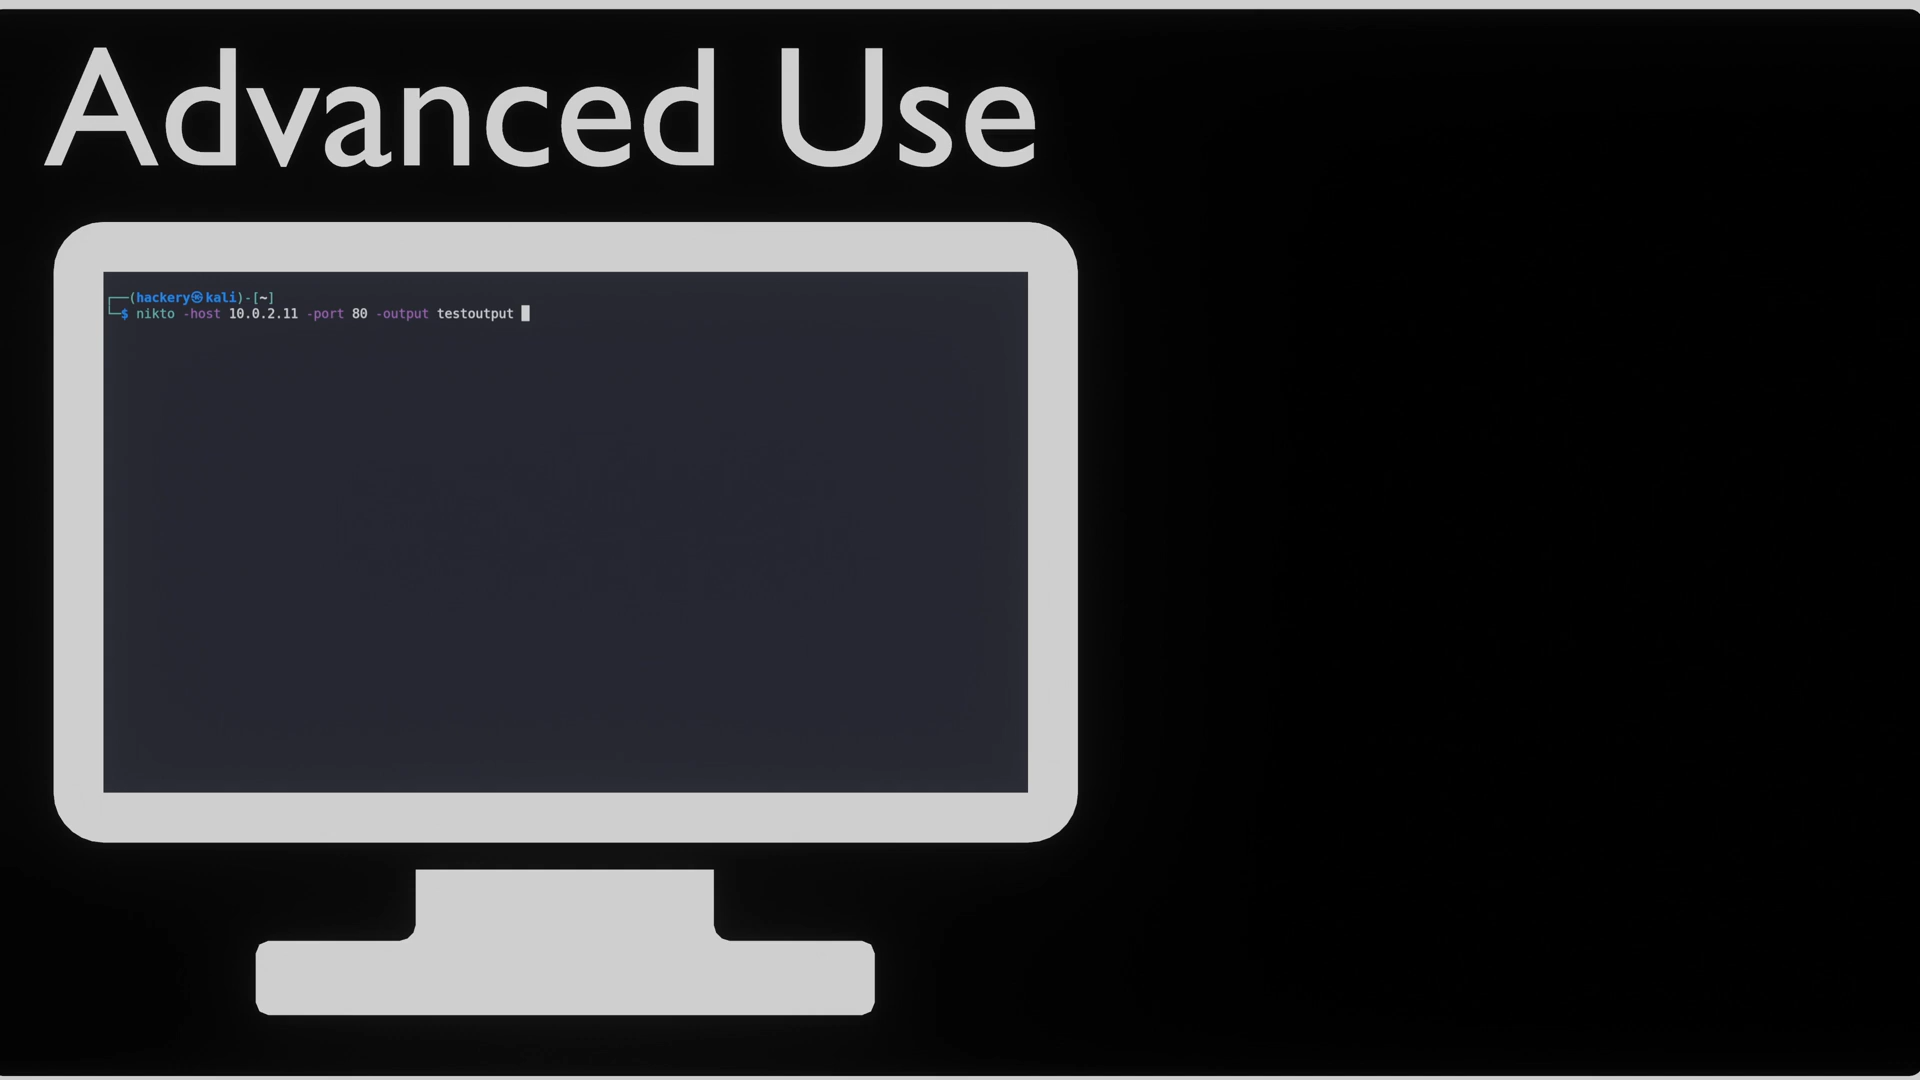 Advanced Use
┌──(hackery㉿kali)-[~]
└─$ nikto -host 10.0.2.11 -port 80 -output testoutput